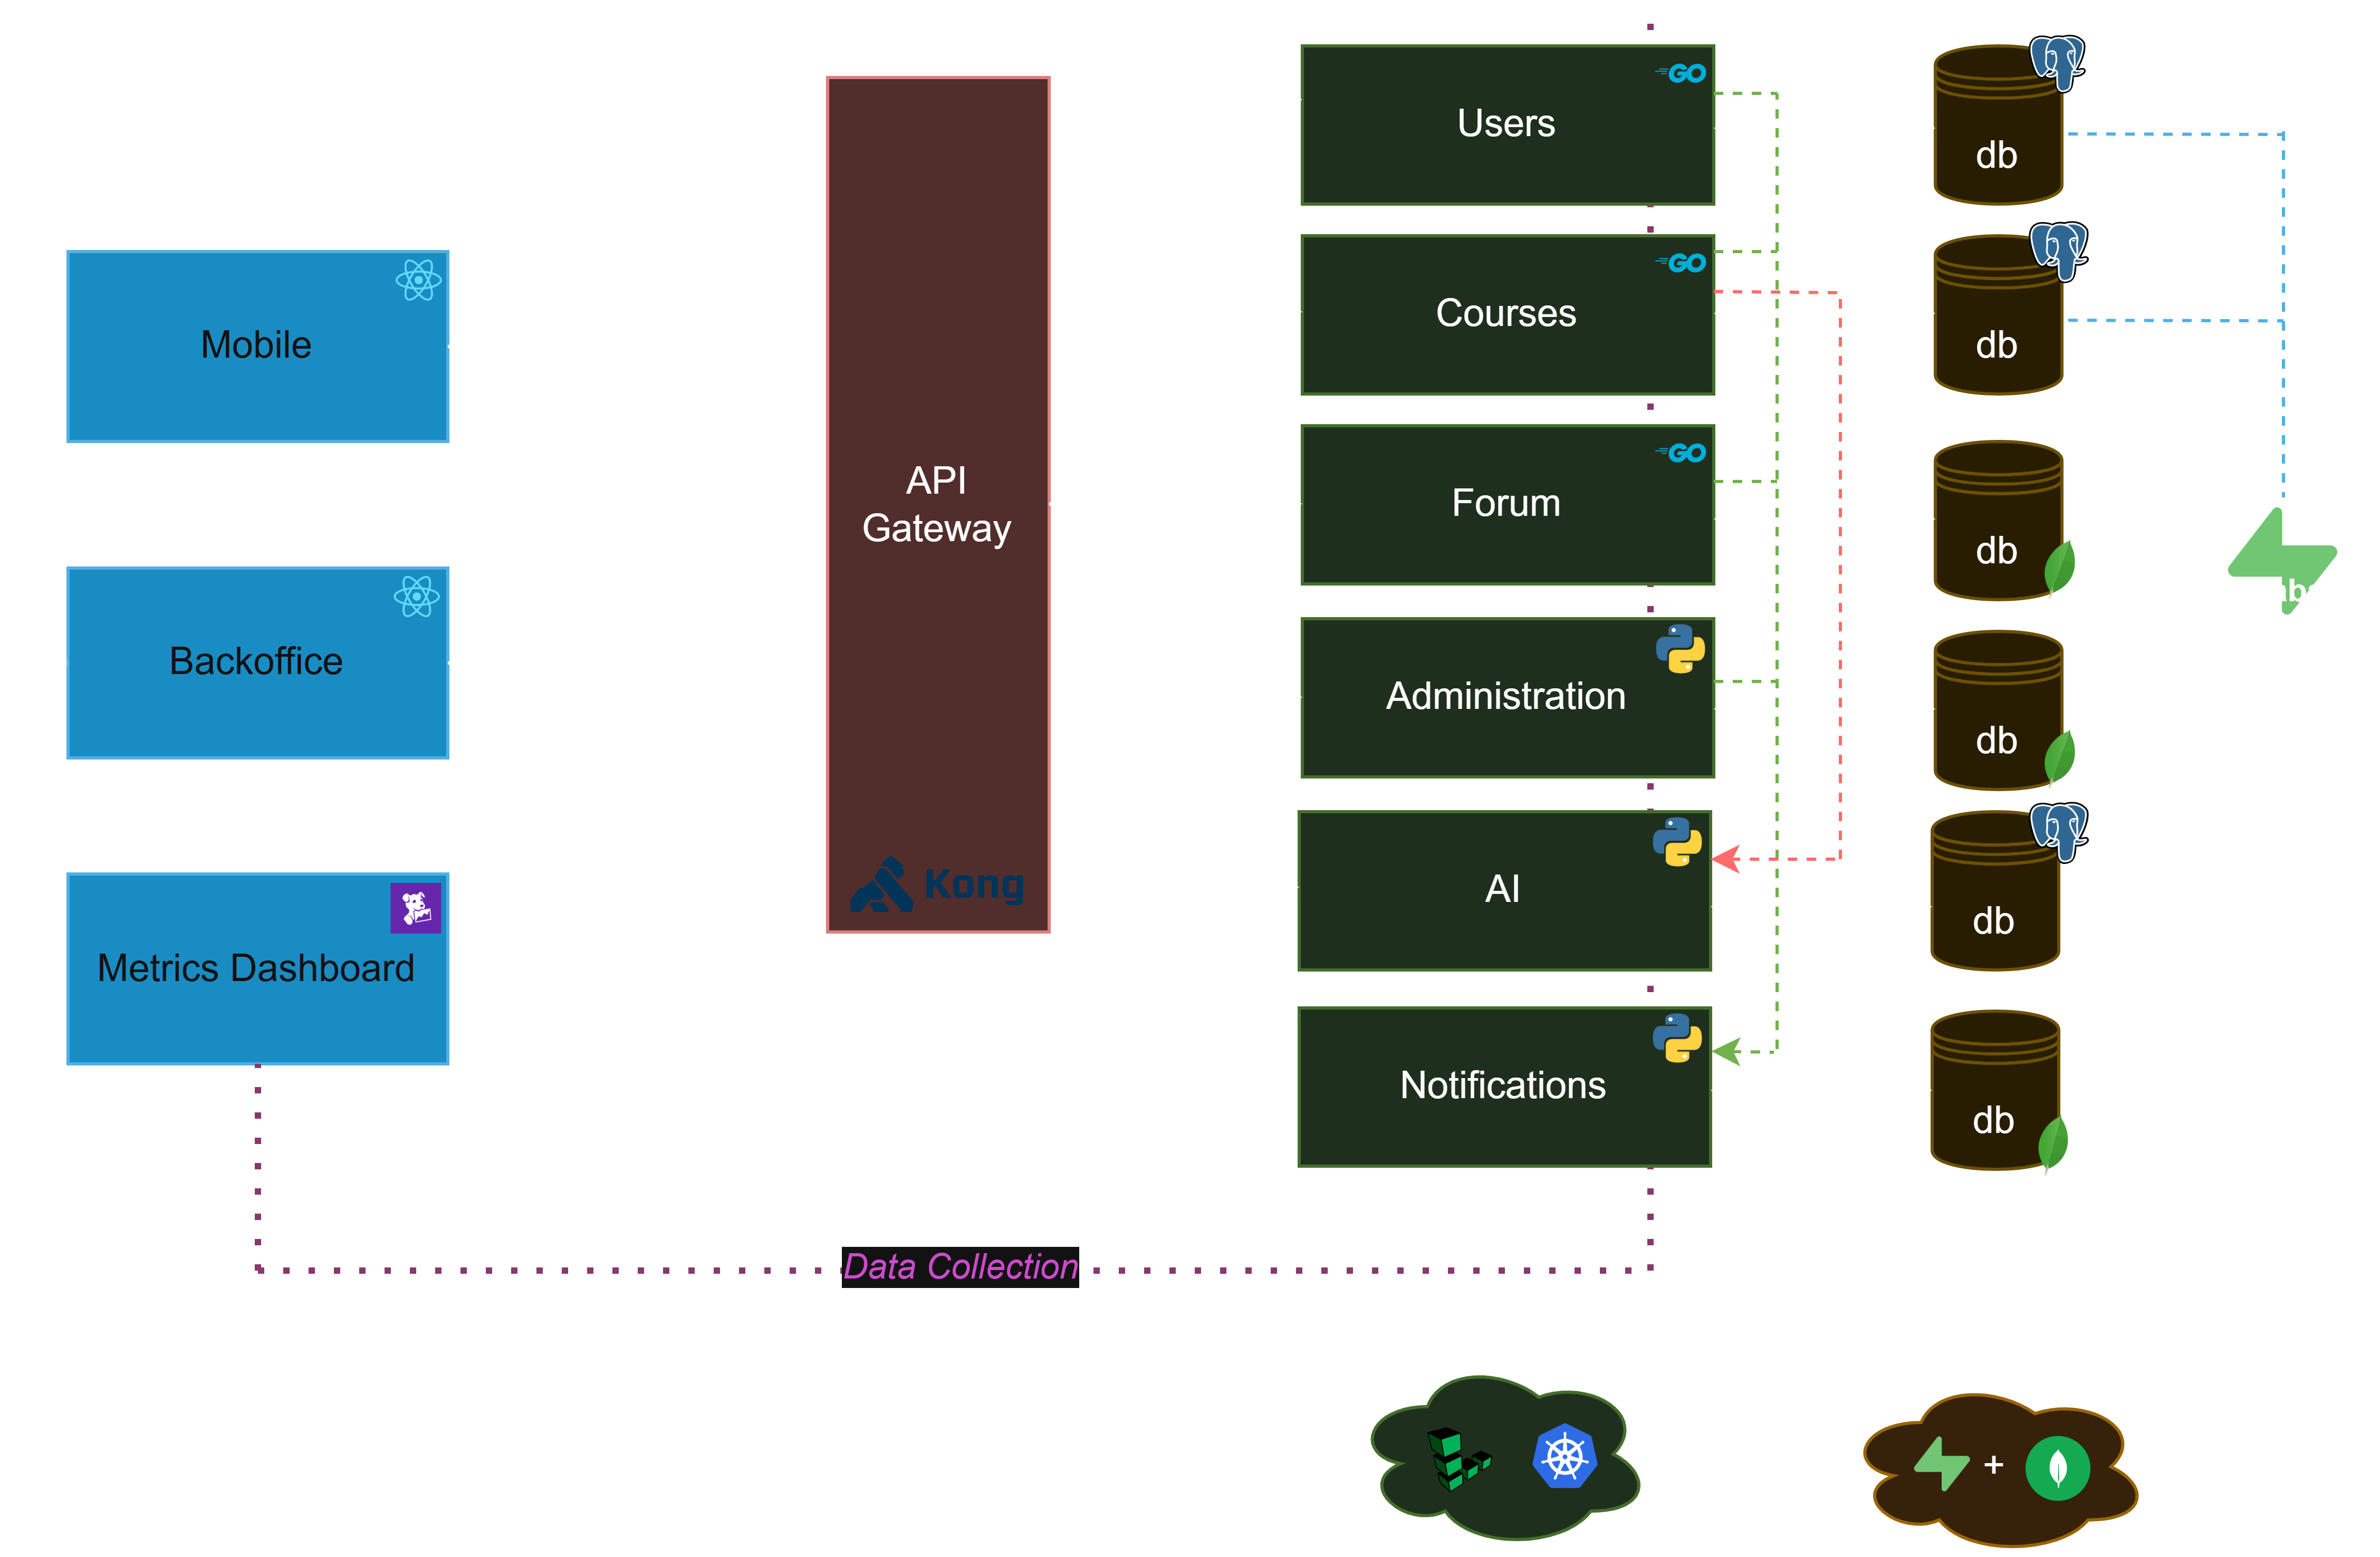 Mobile
Backoffice
Metrics Dashboard
API
Gateway
Kong
GO
Users
GO
Courses
GO
Forum
Administration
AI
Notifications
db
db
db
db
db
db
Data Collection
+